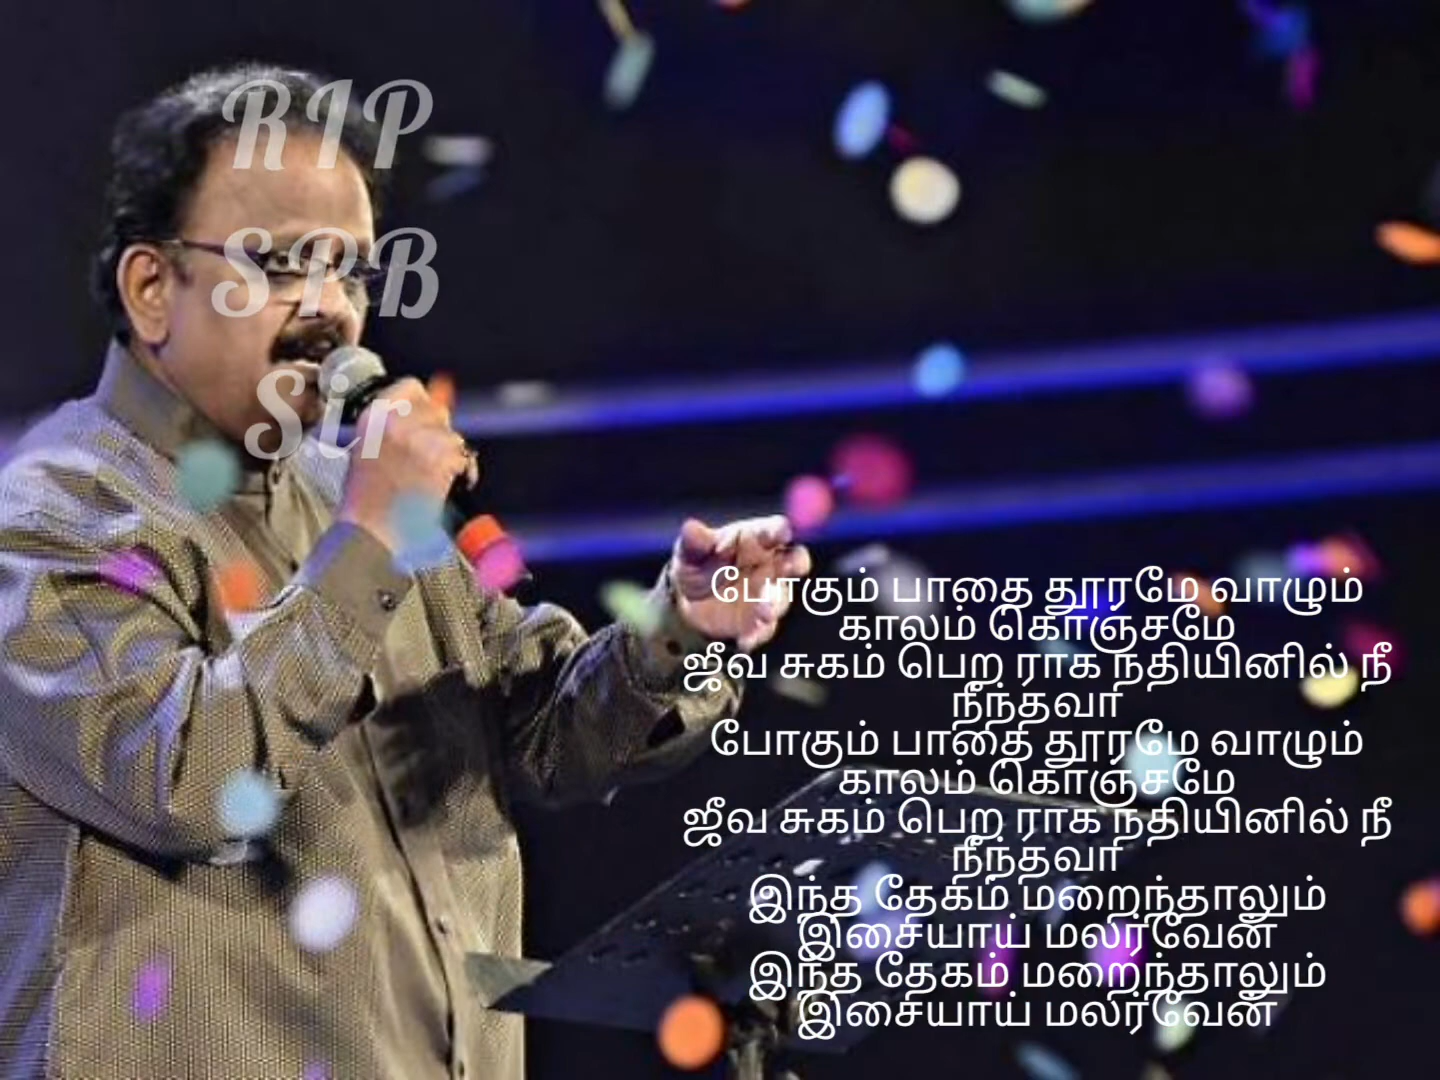 RIP
SPB
Sir
போகும் பாதை தூரமே வாழும்
காலம் கொஞ்சமே
ஜீவ சுகம் பெற ராக நதியினில் நீ
நீந்தவா
போகும் பாதை தூரமே வாழும்
காலம் கொஞ்சமே
ஜீவ சுகம் பெற ராக நதியினில் நீ
நீந்தவா
இந்த தேகம் மறைந்தாலும்
இசையாய் மலர்வேன்
இந்த தேகம் மறைந்தாலும்
இசையாய் மலர்வேன்